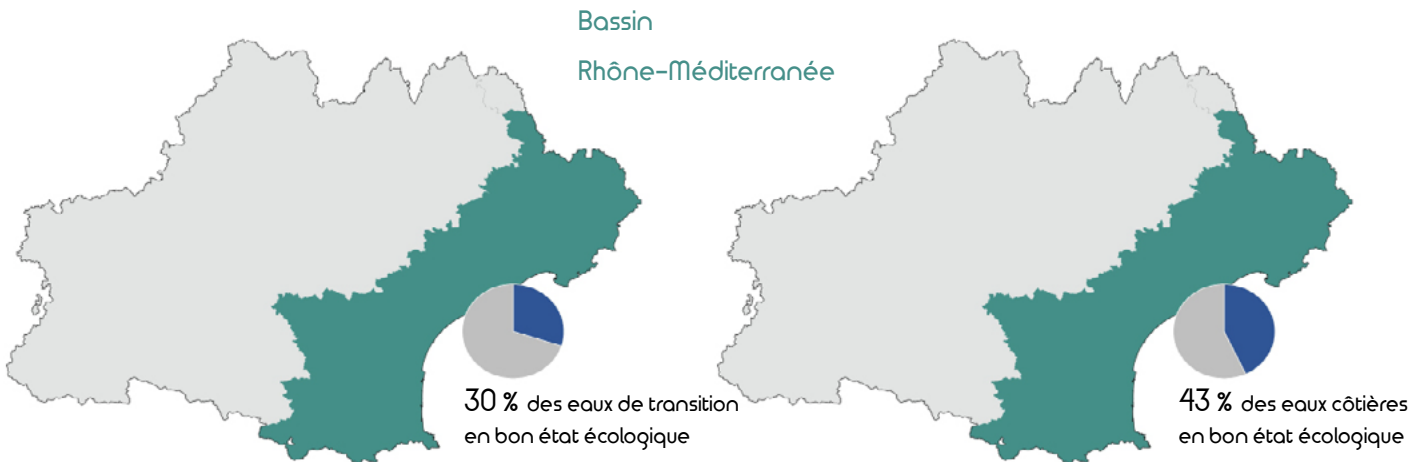 Bassin
Rhône-Méditerranée
30 % des eaux de transition
en bon état écologique
43 % des eaux côtières
en bon état écologique